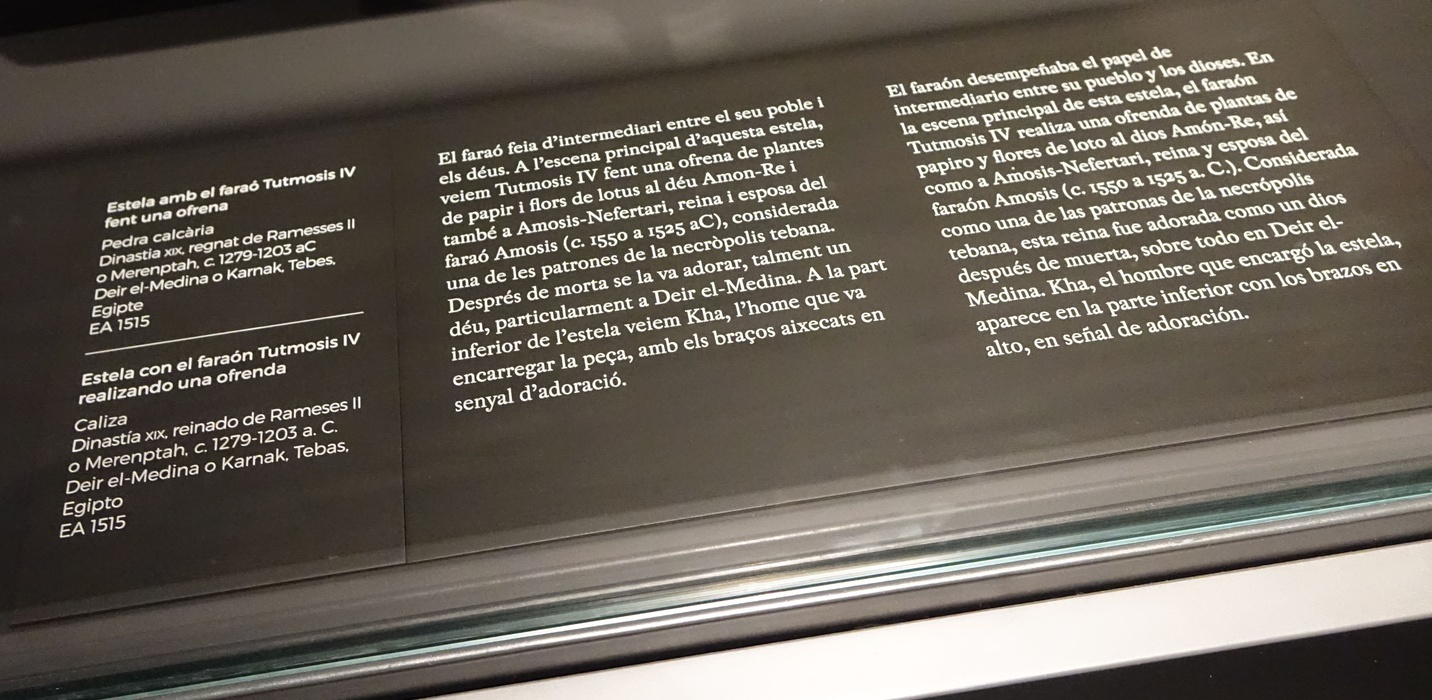 Estela amb el faraó Tutmosis IV
fent una ofrena
Pedra calcària
Dinastia XIX, regnat de Ramesses II
o Merenptah, c. 1279-1203 aC
Deir el-Medina o Karnak, Tebes,
Egipte
EA 1515
Estela con el faraón Tutmosis IV
realizando una ofrenda
Caliza
Dinastía XIX, reinado de Rameses II
o Merenptah, c. 1279-1203 a. C.
Deir el-Medina o Karnak, Tebas,
Egipto
EA 1515
El faraó feia d'intermediari entre el seu poble i
els déus. A l'escena principal d'aquesta estela,
veiem Tutmosis IV fent una ofrena de plantes
de papir i flors de lotus al déu Amon-Re i
també a Amosis-Nefertari, reina i esposa del
faraó Amosis (c. 1550 a 1525 aC), considerada
una de les patrones de la necròpolis tebana.
Després de morta se la va adorar, talment un
déu, particularment a Deir el-Medina. A la part
inferior de l'estela veiem Kha, l'home que va
encarregar la peça, amb els braços aixecats en
senyal d'adoració.
El faraón desempeñaba el papel de
intermediario entre su pueblo y los dioses. En
la escena principal de esta estela, el faraón
Tutmosis IV realiza una ofrenda de plantas de
papiro y flores de loto al dios Amón-Re, así
como a Amosis-Nefertari, reina y esposa del
faraón Amosis (c. 1550 a 1525 a. C.). Considerada
como una de las patronas de la necrópolis
tebana, esta reina fue adorada como un dios
después de muerta, sobre todo en Deir el-
Medina. Kha, el hombre que encargó la estela,
aparece en la parte inferior con los brazos en
alto, en señal de adoración.